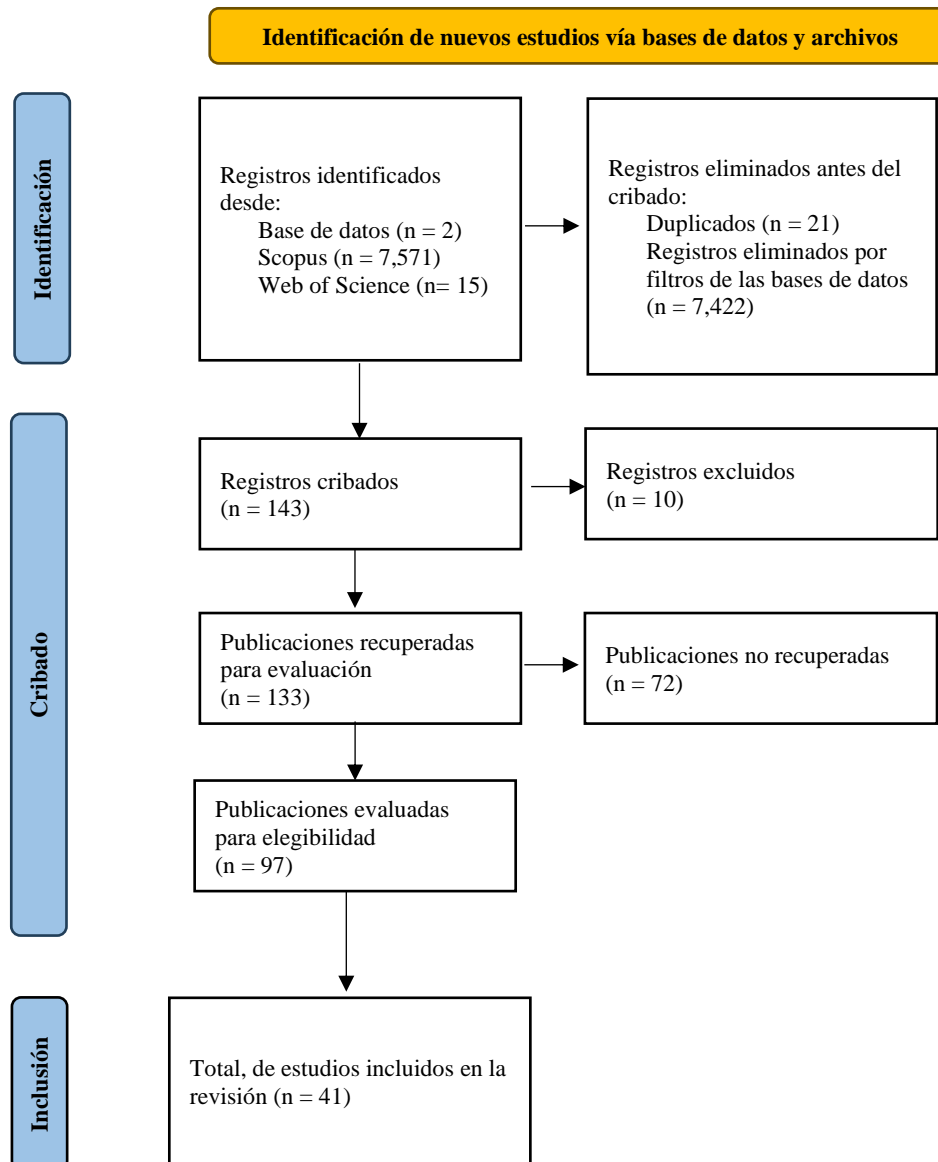 Identificación de nuevos estudios vía bases de datos y archivos
Identificación
Registros identificados
desde:
Base de datos (n = 2)
Scopus (n = 7,571)
Web of Science (n= 15)
Registros eliminados antes del
cribado:
Duplicados (n = 21)
Registros eliminados por
filtros de las bases de datos
(n = 7,422)
Cribado
Registros cribados
(n = 143)
Registros excluidos
(n = 10)
Publicaciones recuperadas
para evaluación
(n = 133)
Publicaciones no recuperadas
(n = 72)
Publicaciones evaluadas
para elegibilidad
(n = 97)
Inclusión
Total, de estudios incluidos en la
revisión (n = 41)